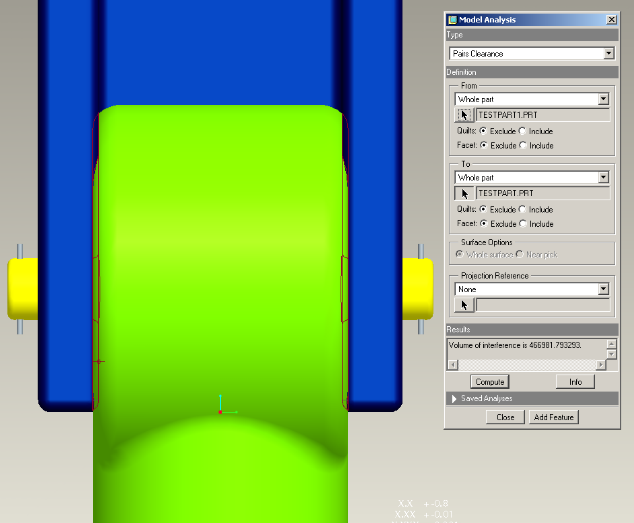 Model Analysis
Type
Pairs Clearance
Definition
From
Whole part
TESTPART1.PRT
Quilts: Exclude Include
Facet: Exclude Include
To
Whole part
TESTPART.PRT
Quilts: Exclude Include
Facet: Exclude Include
Surface Options
Whole surface Near pick
Projection Reference
None
Results
Volume of interference is 466981.793293.
Compute Info
Saved Analyses
Close Add Feature
X.X +-0.8
X.XX +-0.01